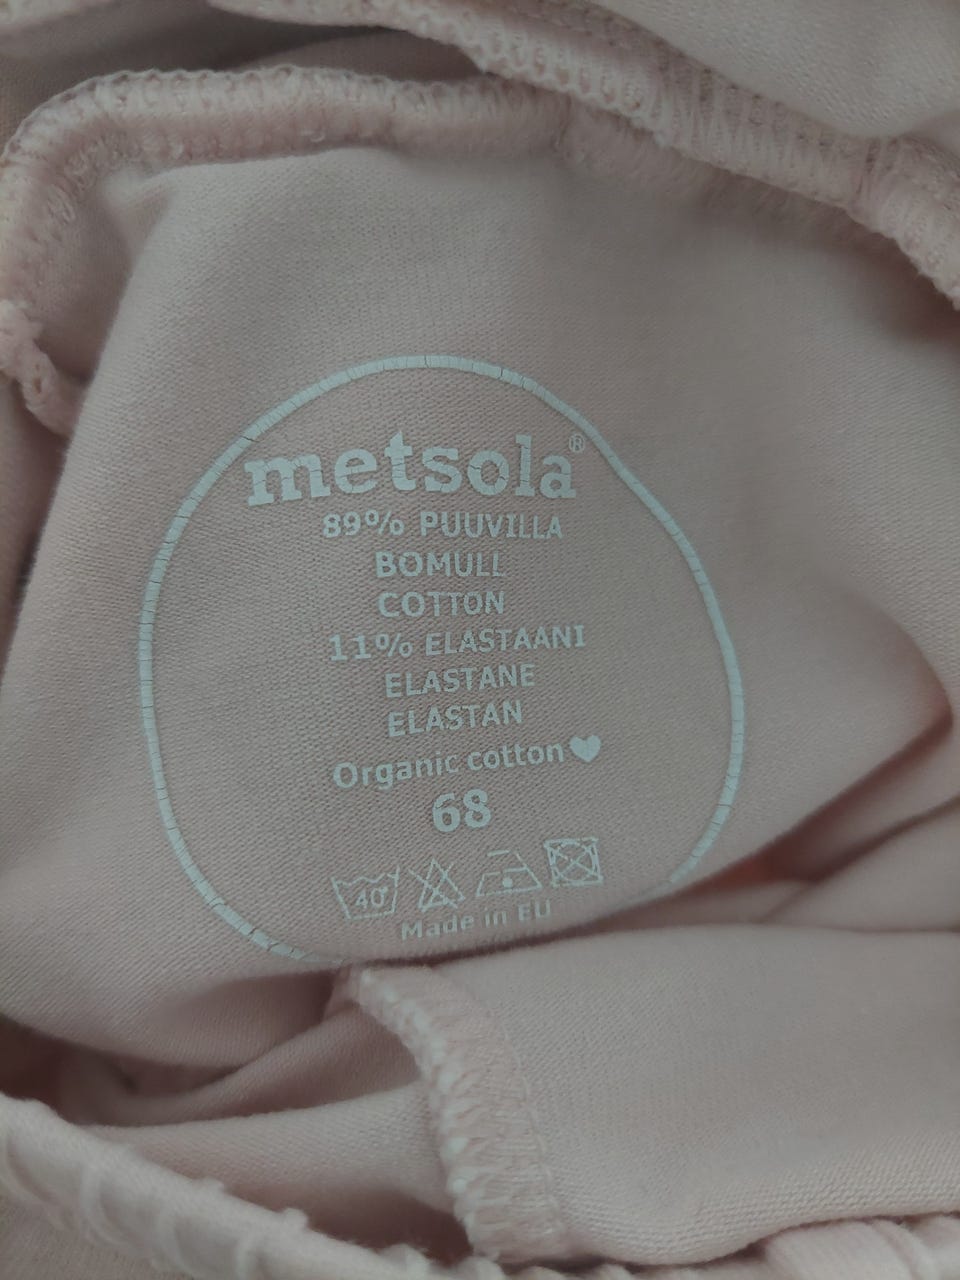 metsola®
89% PUUVILLA
BOMULL
COTTON
11% ELASTAANI
ELASTANE
ELASTAN
Organic cotton ♥
68
40°
Made in EU